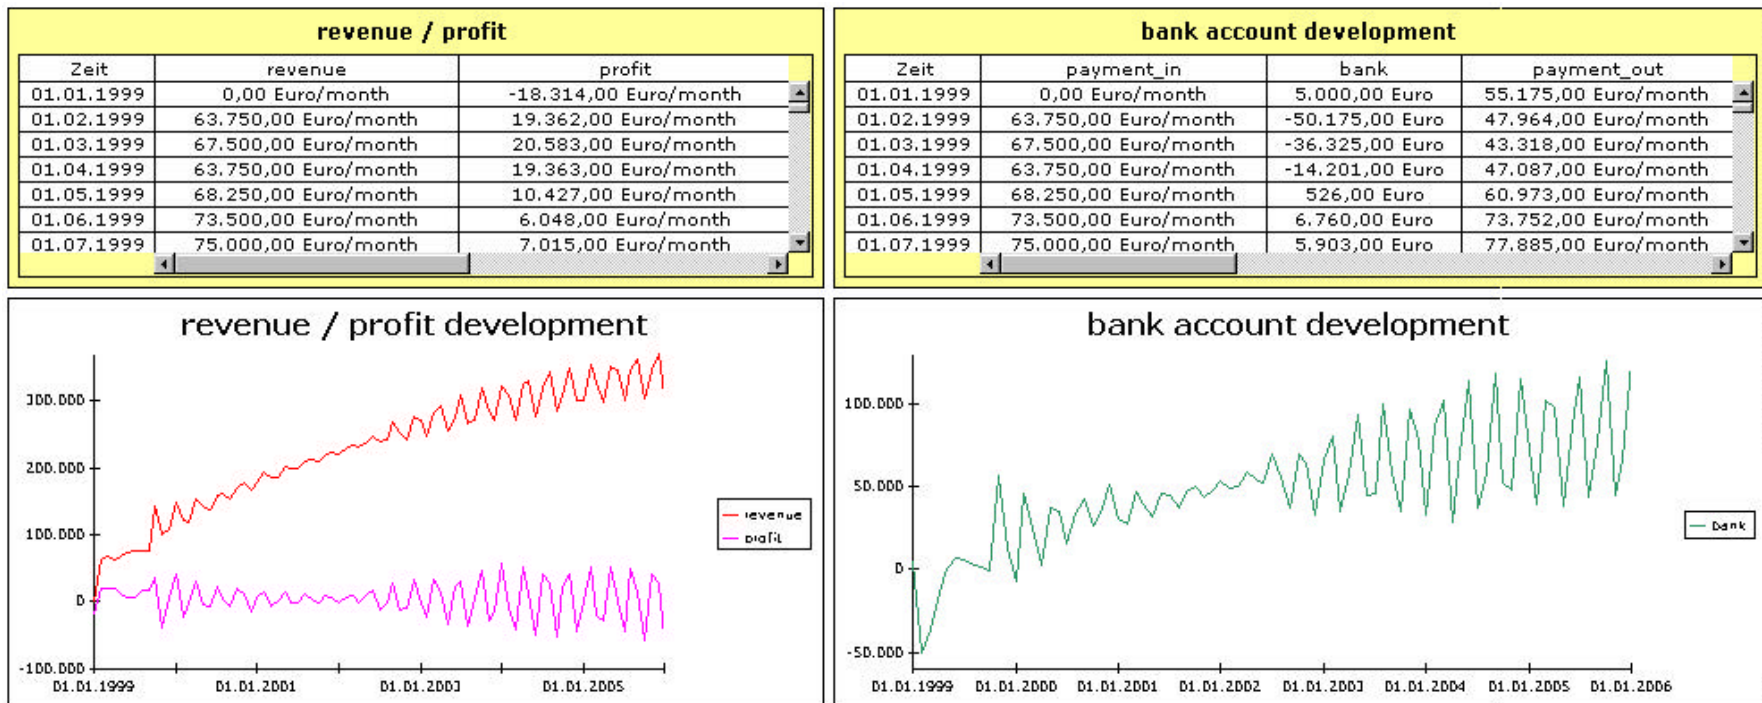 revenue / profit
Zeit revenue profit
01.01.1999 0,00 Euro/month -18.314,00 Euro/month
01.02.1999 63.750,00 Euro/month 19.362,00 Euro/month
01.03.1999 67.500,00 Euro/month 20.583,00 Euro/month
01.04.1999 63.750,00 Euro/month 19.363,00 Euro/month
01.05.1999 68.250,00 Euro/month 10.427,00 Euro/month
01.06.1999 73.500,00 Euro/month 6.048,00 Euro/month
01.07.1999 75.000,00 Euro/month 7.015,00 Euro/month
bank account development
Zeit payment_in bank payment_out
01.01.1999 0,00 Euro/month 5.000,00 Euro 55.175,00 Euro/month
01.02.1999 63.750,00 Euro/month -50.175,00 Euro 47.964,00 Euro/month
01.03.1999 67.500,00 Euro/month -36.325,00 Euro 43.318,00 Euro/month
01.04.1999 63.750,00 Euro/month -14.201,00 Euro 47.087,00 Euro/month
01.05.1999 68.250,00 Euro/month 526,00 Euro 60.973,00 Euro/month
01.06.1999 73.500,00 Euro/month 6.760,00 Euro 73.752,00 Euro/month
01.07.1999 75.000,00 Euro/month 5.903,00 Euro 77.885,00 Euro/month
revenue / profit development
300.000
200.000
100.000
0
-100.000
01.01.1999 01.01.2001 01.01.2003 01.01.2005
revenue
profit
bank account development
100.000
50.000
0
-50.000
01.01.1999 01.01.2000 01.01.2001 01.01.2002 01.01.2003 01.01.2004 01.01.2005 01.01.2006
bank